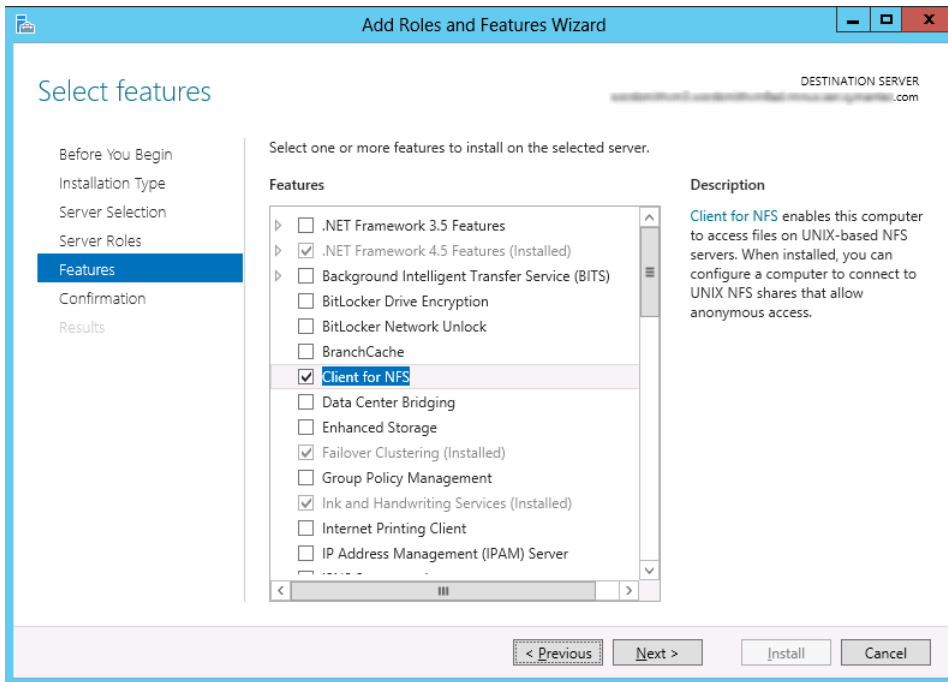 Add Roles and Features Wizard
Select features
DESTINATION SERVER
.com
Before You Begin
Installation Type
Server Selection
Server Roles
Features
Confirmation
Results
Select one or more features to install on the selected server.
Features
.NET Framework 3.5 Features
.NET Framework 4.5 Features (Installed)
Background Intelligent Transfer Service (BITS)
BitLocker Drive Encryption
BitLocker Network Unlock
BranchCache
Client for NFS
Data Center Bridging
Enhanced Storage
Failover Clustering (Installed)
Group Policy Management
Ink and Handwriting Services (Installed)
Internet Printing Client
IP Address Management (IPAM) Server
Description
Client for NFS enables this computer
to access files on UNIX-based NFS
servers. When installed, you can
configure a computer to connect to
UNIX NFS shares that allow
anonymous access.
< Previous
Next >
Install
Cancel